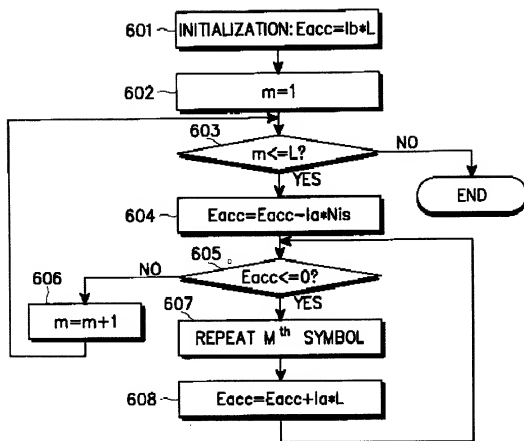 601
INITIALIZATION: Eacc=Ib*L
602
m=1
603
m<=L?
NO
YES
END
604
Eacc=Eacc-Ia*Nis
605
Eacc<=0?
NO
YES
606
m=m+1
607
REPEAT Mth SYMBOL
608
Eacc=Eacc+Ia*L